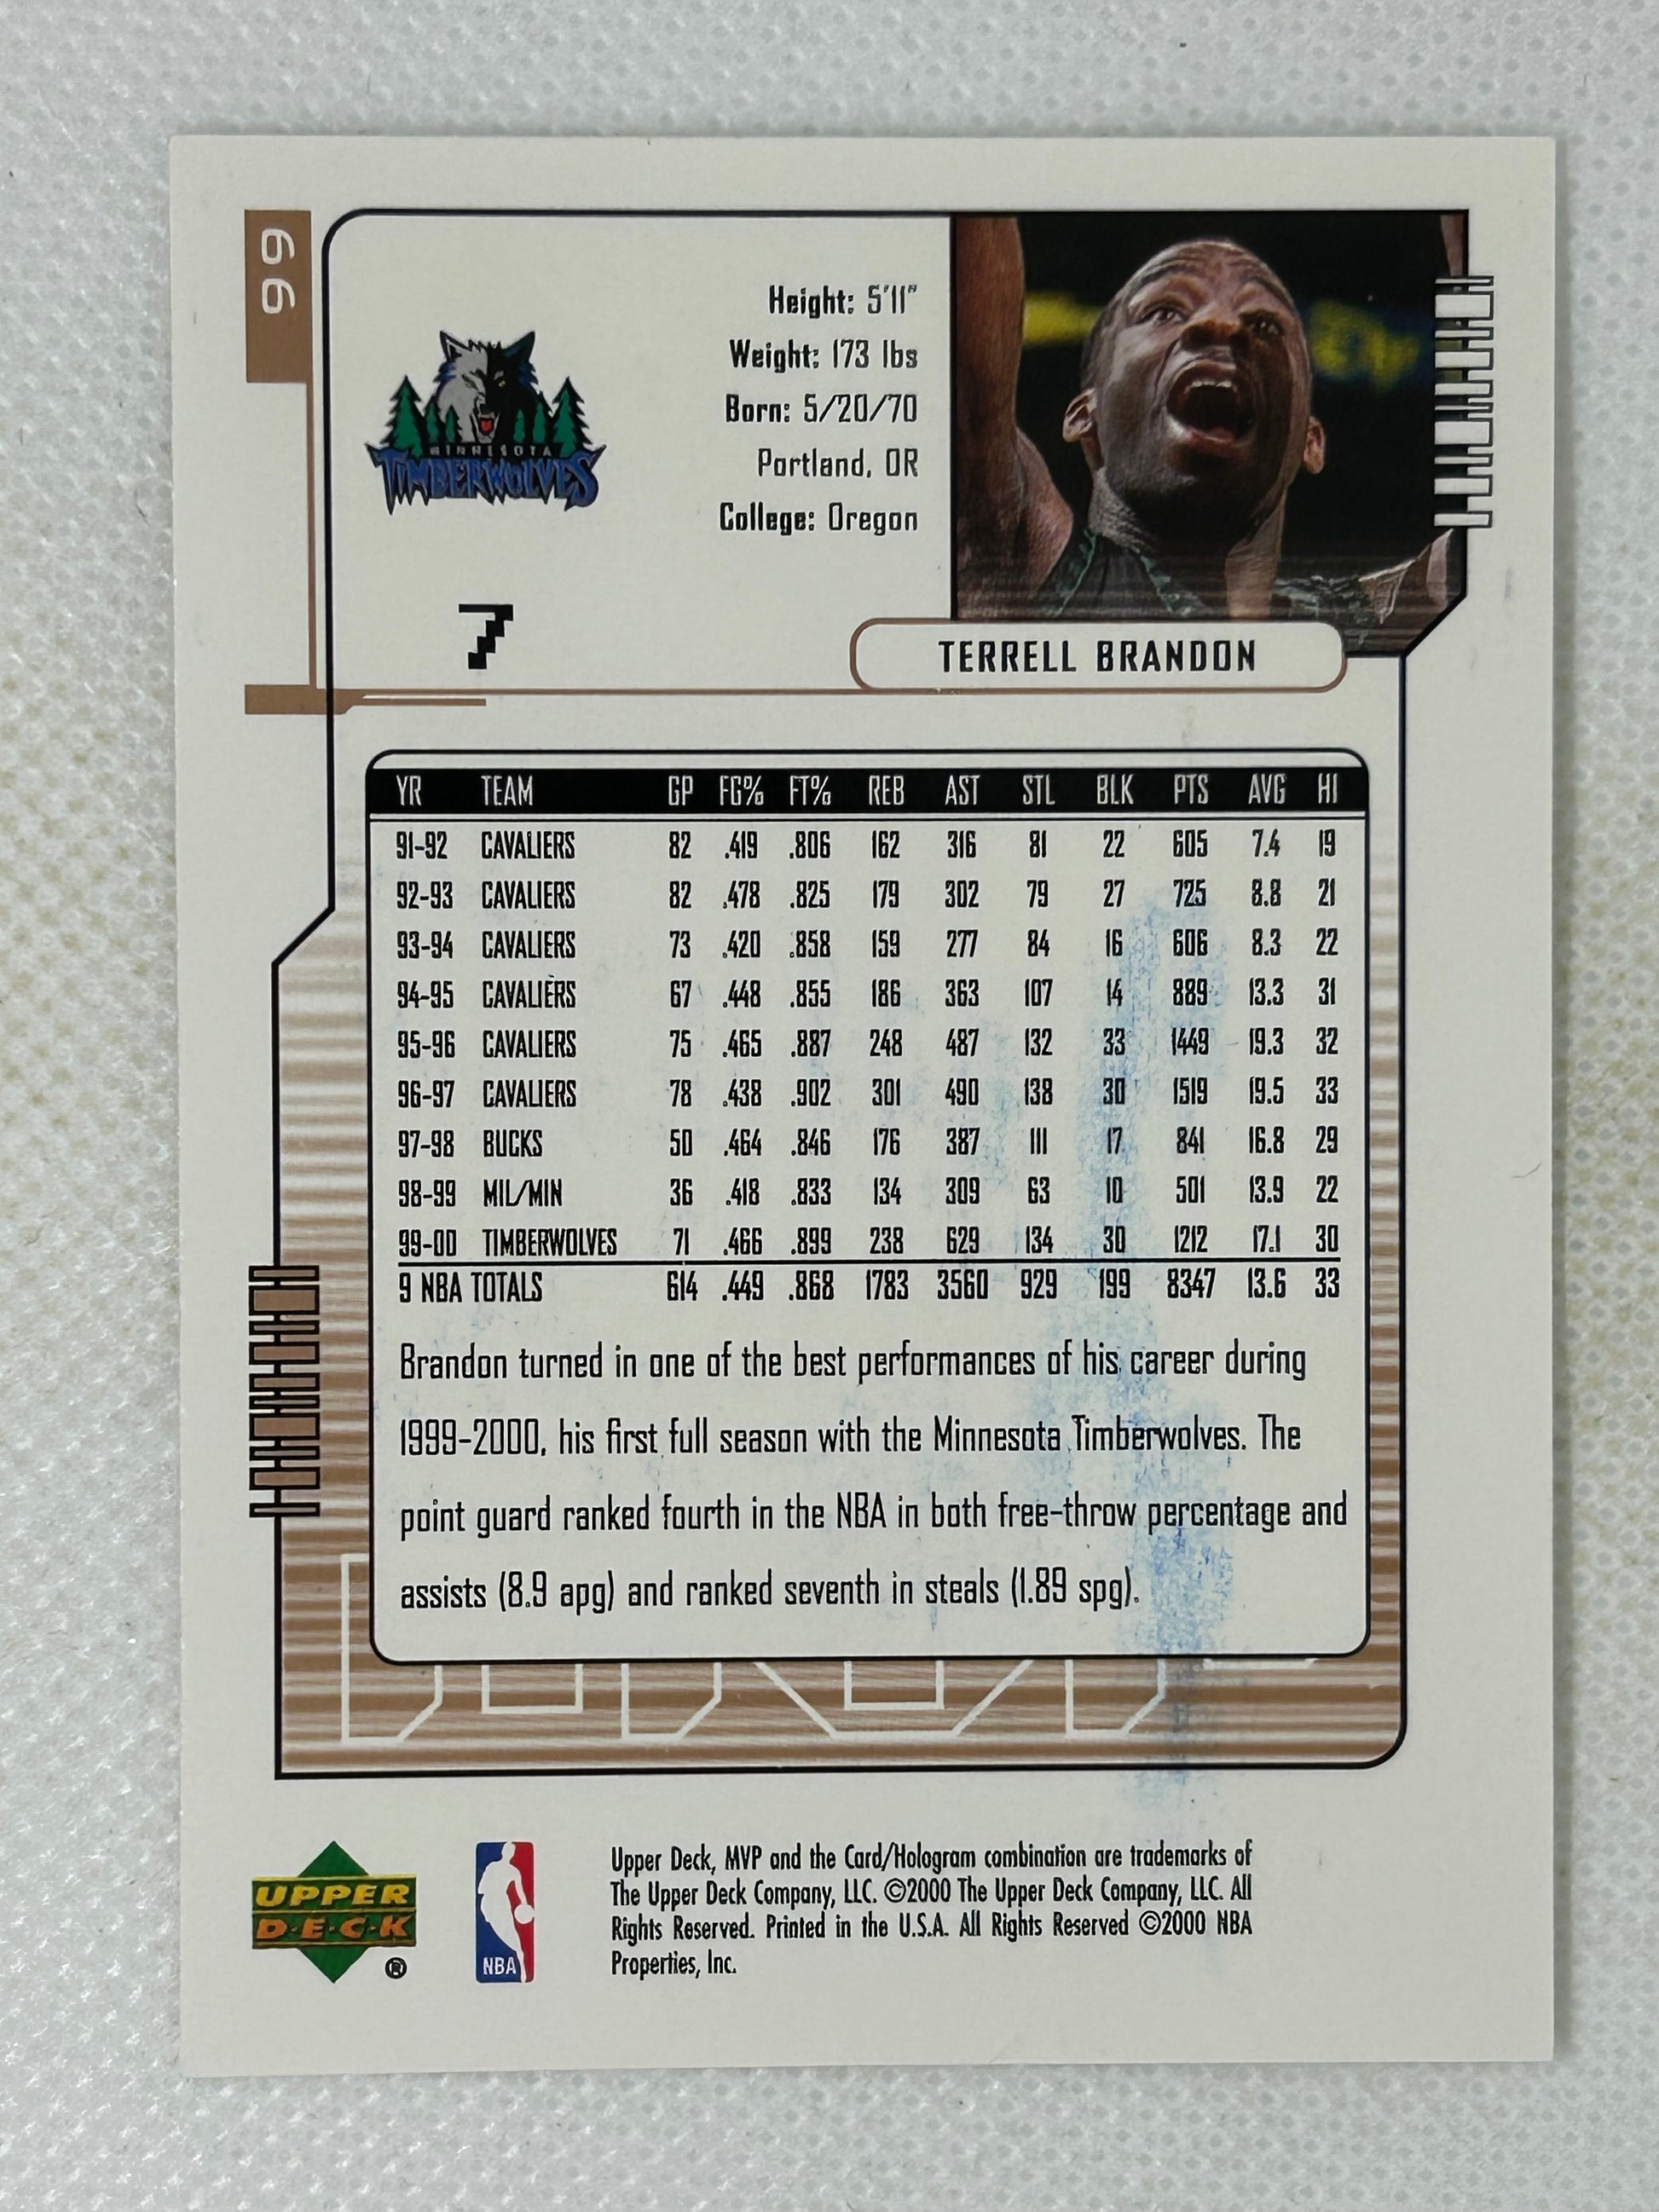 99
Height: 5'11"
Weight: 173 lbs
Born: 5/20/70
Portland, OR
College: Oregon
MINNESOTA
TIMBERWOLVES
7
TERRELL BRANDON
YR TEAM GP FG% FT% REB AST STL BLK PTS AVG HI
91-92 CAVALIERS 82 .419 .806 162 316 81 22 605 7.4 19
92-93 CAVALIERS 82 .478 .825 179 302 79 27 725 8.8 21
93-94 CAVALIERS 73 .420 .858 159 277 84 16 606 8.3 22
94-95 CAVALIERS 67 .448 .855 186 363 107 14 889 13.3 31
95-96 CAVALIERS 75 .465 .887 248 487 132 33 1449 19.3 32
96-97 CAVALIERS 78 .438 .902 301 490 138 30 1519 19.5 33
97-98 BUCKS 50 .464 .846 176 387 111 17 841 16.8 29
98-99 MIL/MIN 36 .418 .833 134 309 63 10 501 13.9 22
99-00 TIMBERWOLVES 71 .466 .899 238 629 134 30 1212 17.1 30
9 NBA TOTALS 614 .449 .868 1783 3560 929 199 8347 13.6 33
Brandon turned in one of the best performances of his career during
1999-2000, his first full season with the Minnesota Timberwolves. The
point guard ranked fourth in the NBA in both free-throw percentage and
assists (8.9 apg) and ranked seventh in steals (1.89 spg).
UPPER
D·E·C·K
®
NBA
Upper Deck, MVP and the Card/Hologram combination are trademarks of
The Upper Deck Company, LLC. ©2000 The Upper Deck Company, LLC. All
Rights Reserved. Printed in the U.S.A. All Rights Reserved ©2000 NBA
Properties, Inc.